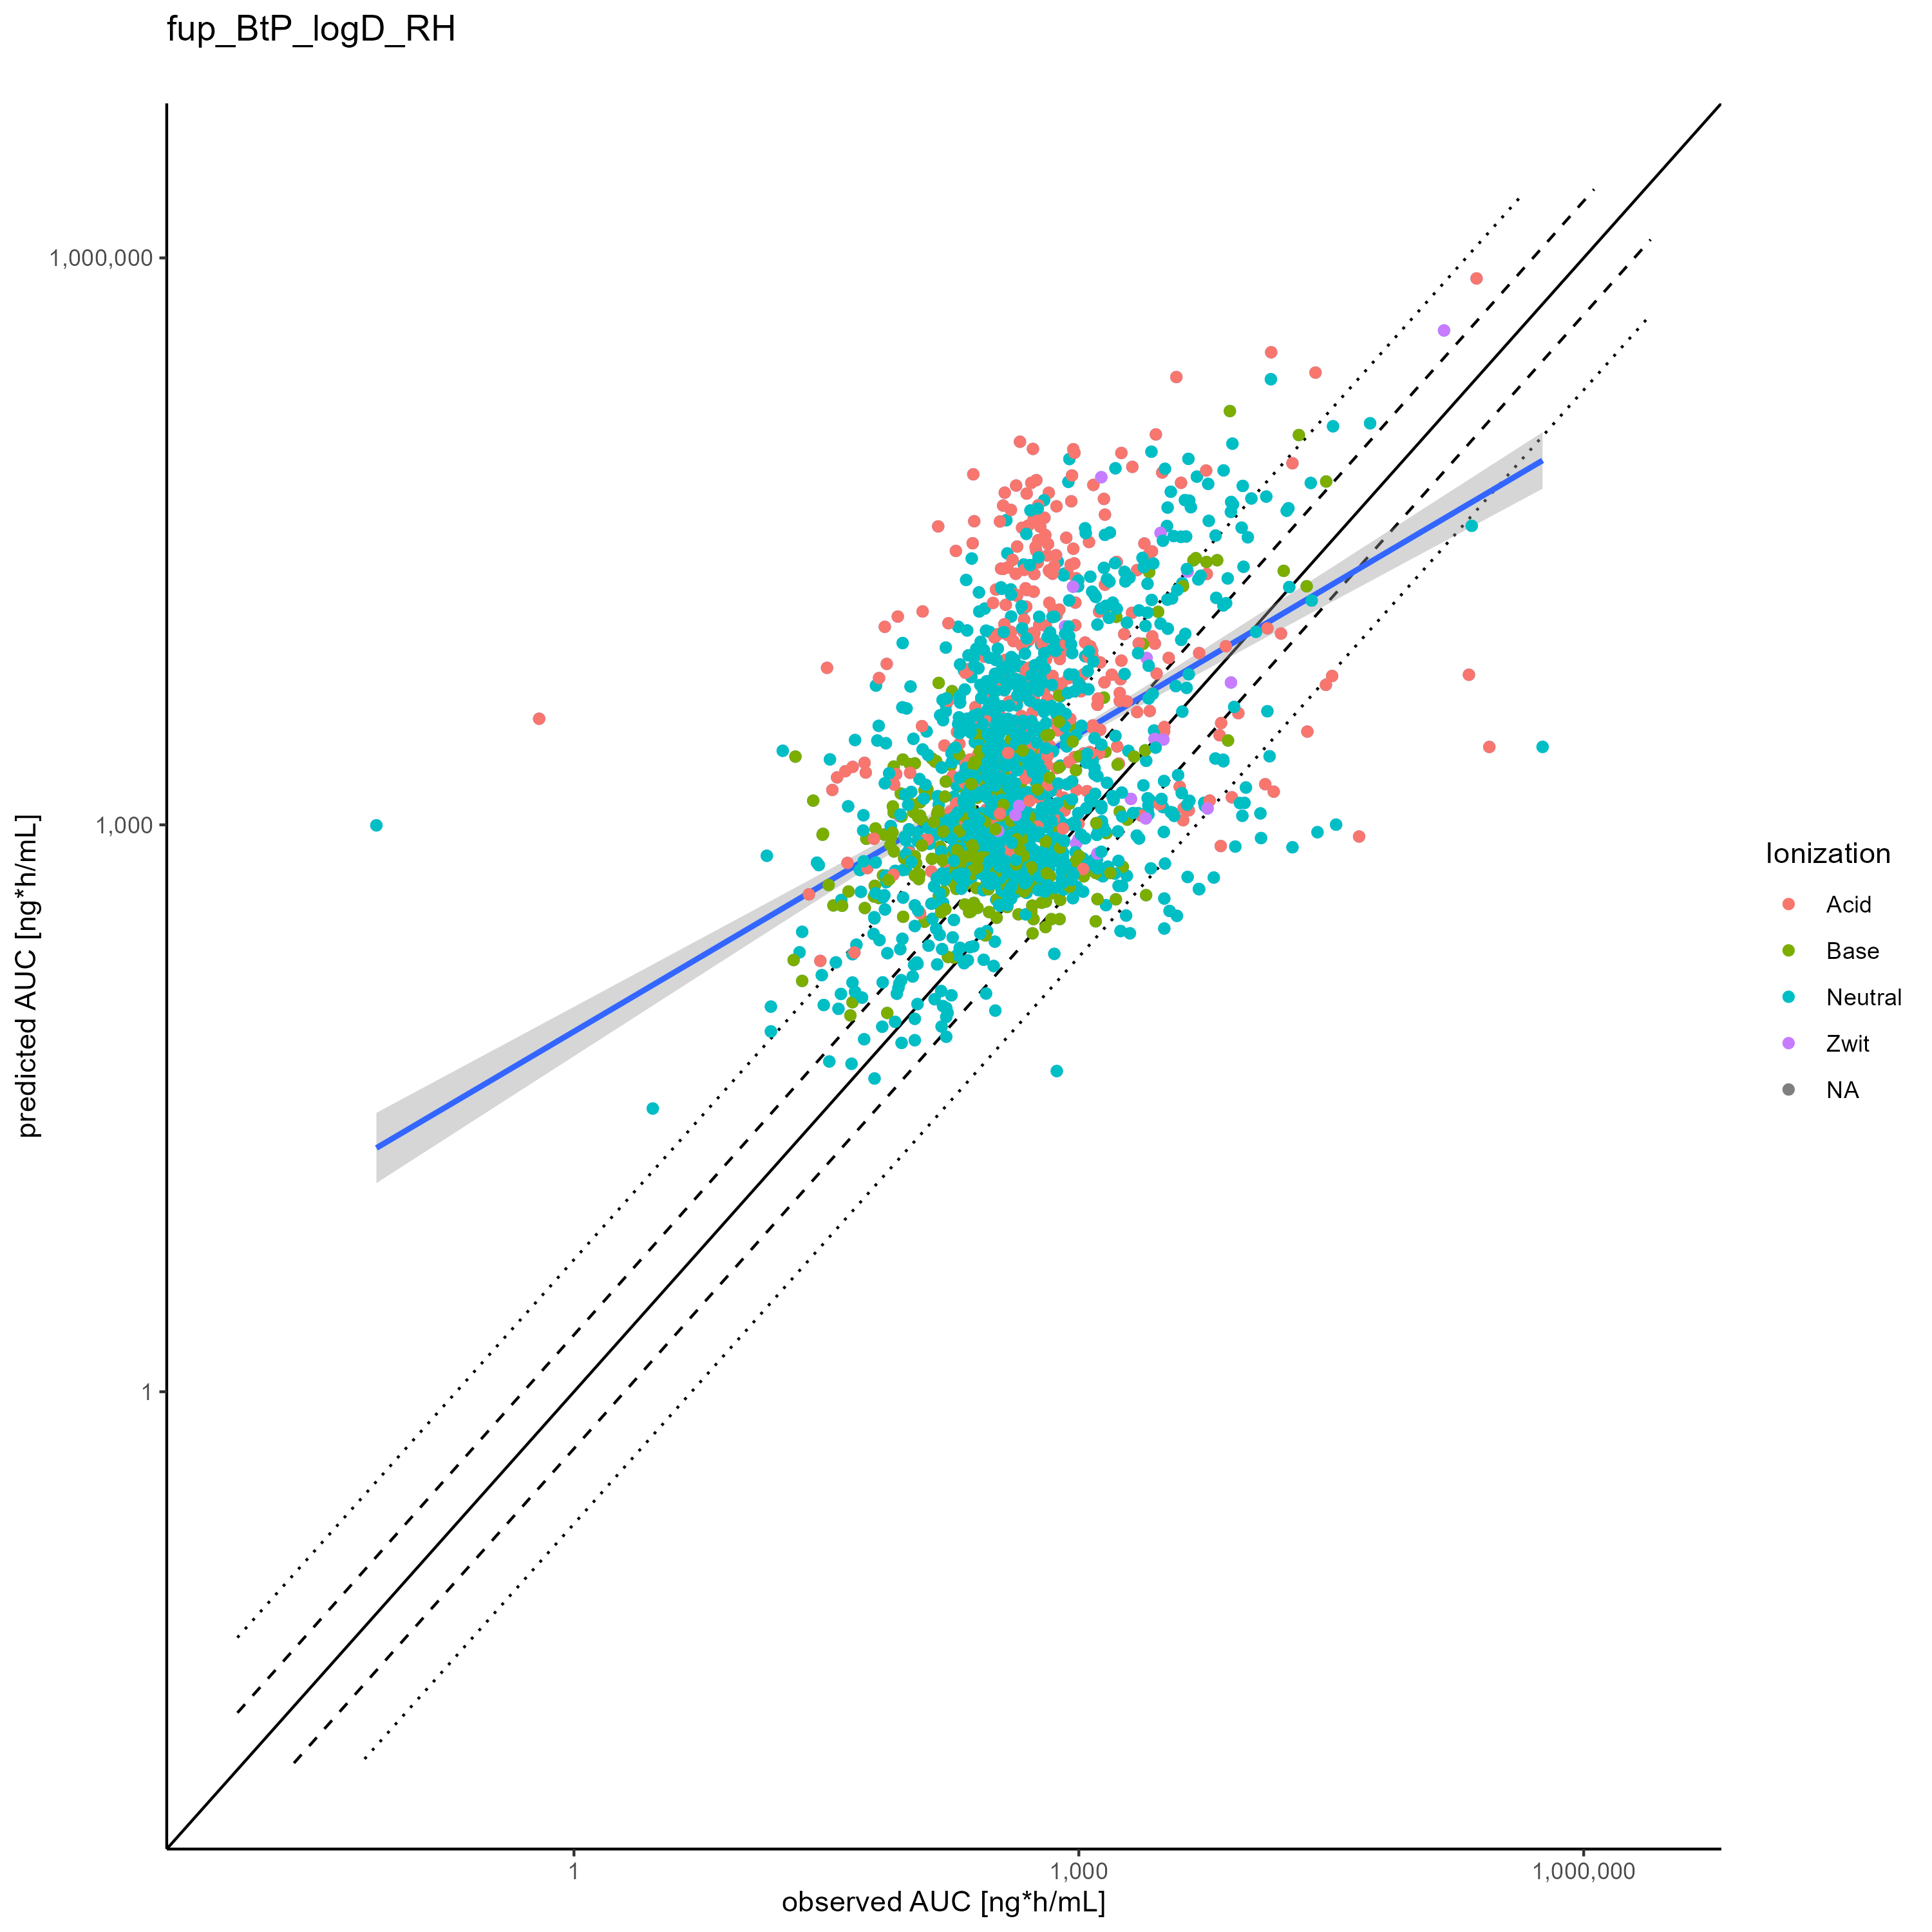 fup_BtP_logD_RH
predicted AUC [ng*h/mL]
1,000,000
1,000
1
1
1,000
1,000,000
observed AUC [ng*h/mL]
Ionization
Acid
Base
Neutral
Zwit
NA